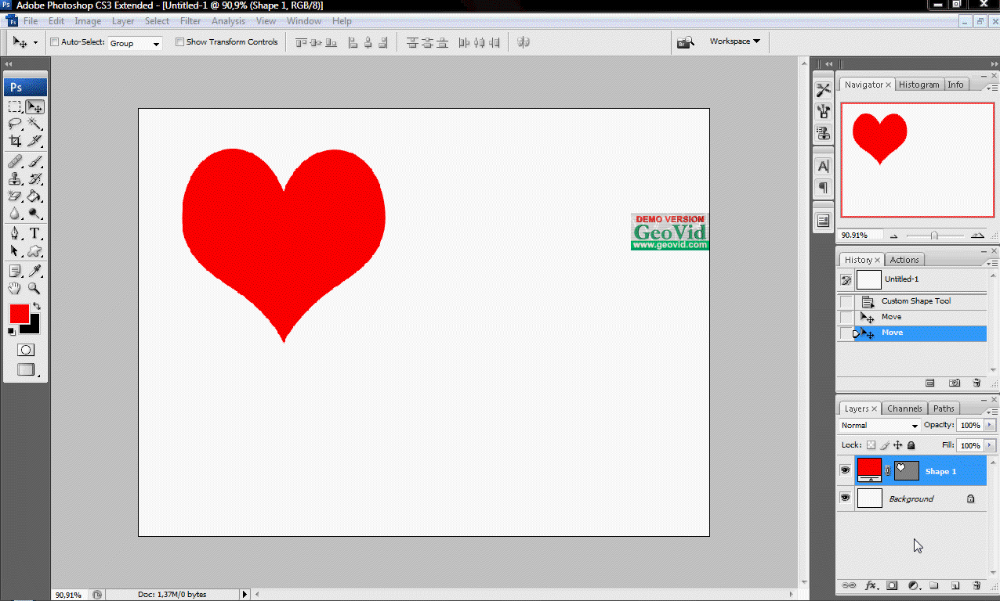 Adobe Photoshop CS3 Extended - [Untitled-1 @ 90,9% (Shape 1, RGB/8)]
File Edit Image Layer Select Filter Analysis View Window Help
Auto-Select: Group Show Transform Controls Workspace
Ps
Navigator Histogram Info
DEMO VERSION
GeoVid
www.geovid.com
90.91%
History Actions
Untitled-1
Custom Shape Tool
Move
Move
Layers Channels Paths
Normal Opacity: 100%
Lock: Fill: 100%
Shape 1
Background
90,91% Doc: 1,37M/0 bytes